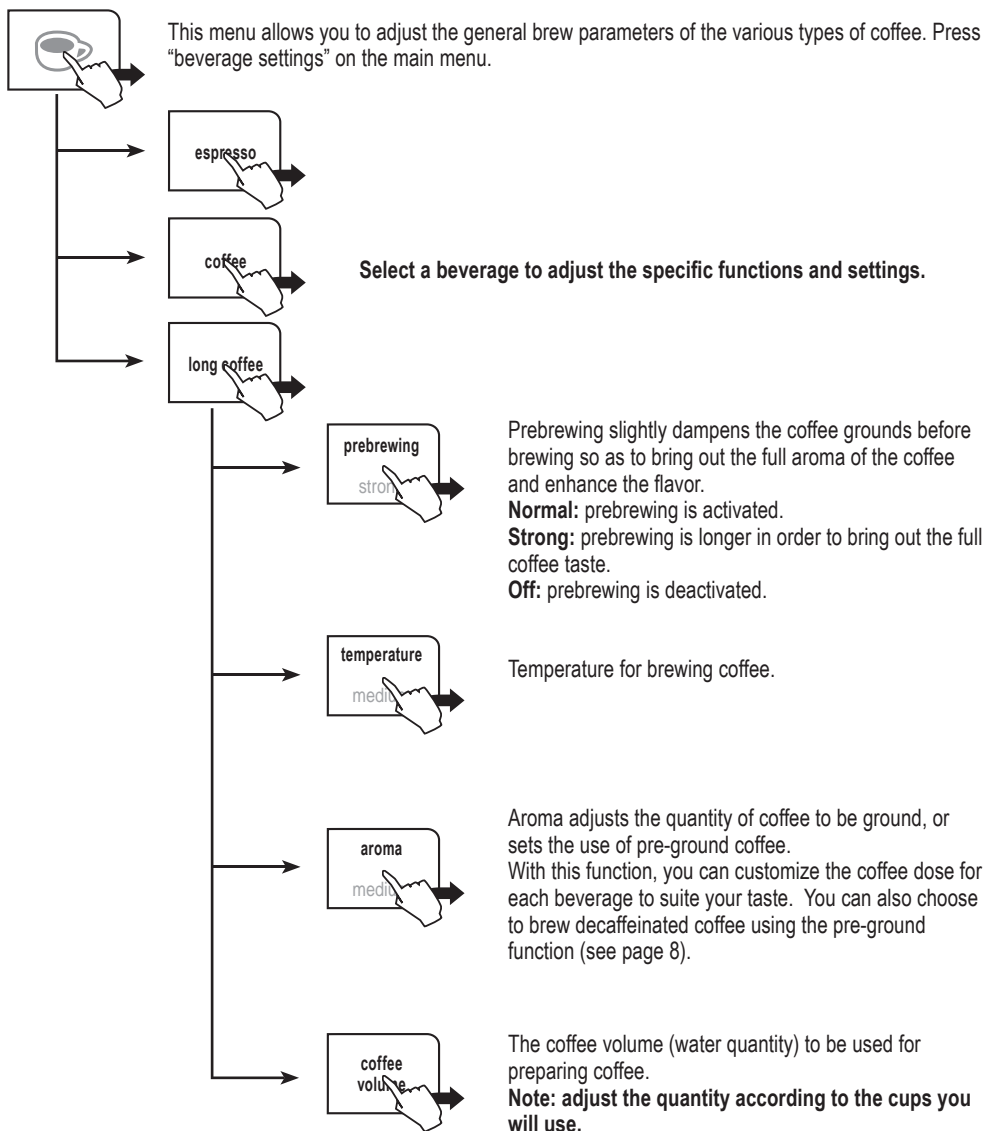 This menu allows you to adjust the general brew parameters of the various types of coffee. Press
“beverage settings” on the main menu.
espresso
coffee
Select a beverage to adjust the specific functions and settings.
long coffee
prebrewing
strong
Prebrewing slightly dampens the coffee grounds before
brewing so as to bring out the full aroma of the coffee
and enhance the flavor.
Normal: prebrewing is activated.
Strong: prebrewing is longer in order to bring out the full
coffee taste.
Off: prebrewing is deactivated.
temperature
medium
Temperature for brewing coffee.
aroma
medium
Aroma adjusts the quantity of coffee to be ground, or
sets the use of pre-ground coffee.
With this function, you can customize the coffee dose for
each beverage to suite your taste. You can also choose
to brew decaffeinated coffee using the pre-ground
function (see page 8).
coffee
volume
The coffee volume (water quantity) to be used for
preparing coffee.
Note: adjust the quantity according to the cups you
will use.